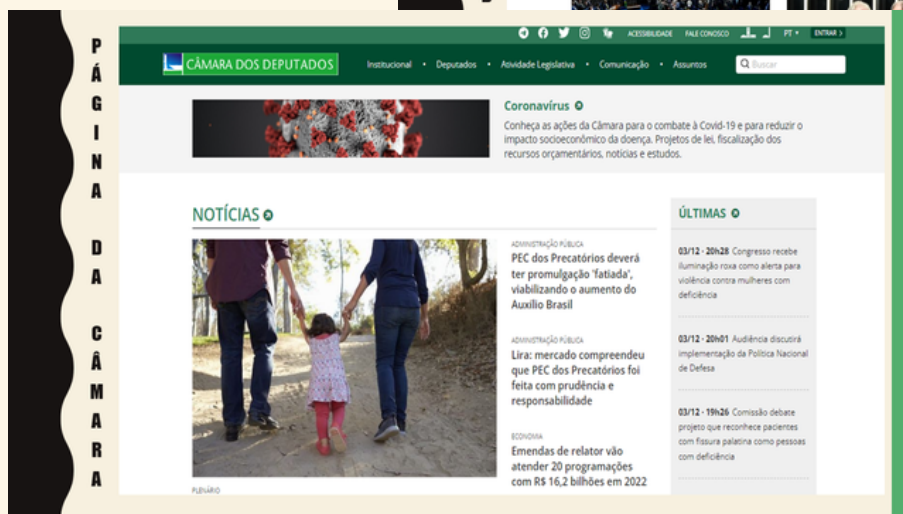 PÁGINA DA CÂMARA
ACESSIBILIDADE FALE CONOSCO PT ENTRAR >
CÂMARA DOS DEPUTADOS
Institucional • Deputados • Atividade Legislativa • Comunicação • Assuntos
Buscar
Coronavírus
Conheça as ações da Câmara para o combate à Covid-19 e para reduzir o
impacto socioeconômico da doença. Projetos de lei, fiscalização dos
recursos orçamentários, notícias e estudos.
NOTÍCIAS
ADMINISTRAÇÃO PÚBLICA
PEC dos Precatórios deverá
ter promulgação 'fatiada',
viabilizando o aumento do
Auxílio Brasil
ADMINISTRAÇÃO PÚBLICA
Lira: mercado compreendeu
que PEC dos Precatórios foi
feita com prudência e
responsabilidade
ECONOMIA
Emendas de relator vão
atender 20 programações
com R$ 16,2 bilhões em 2022
PLENÁRIO
ÚLTIMAS
03/12 - 20h28 Congresso recebe
iluminação roxa como alerta para
violência contra mulheres com
deficiência
03/12 - 20h01 Audiência discutirá
implementação da Política Nacional
de Defesa
03/12 - 19h26 Comissão debate
projeto que reconhece pacientes
com fissura palatina como pessoas
com deficiência